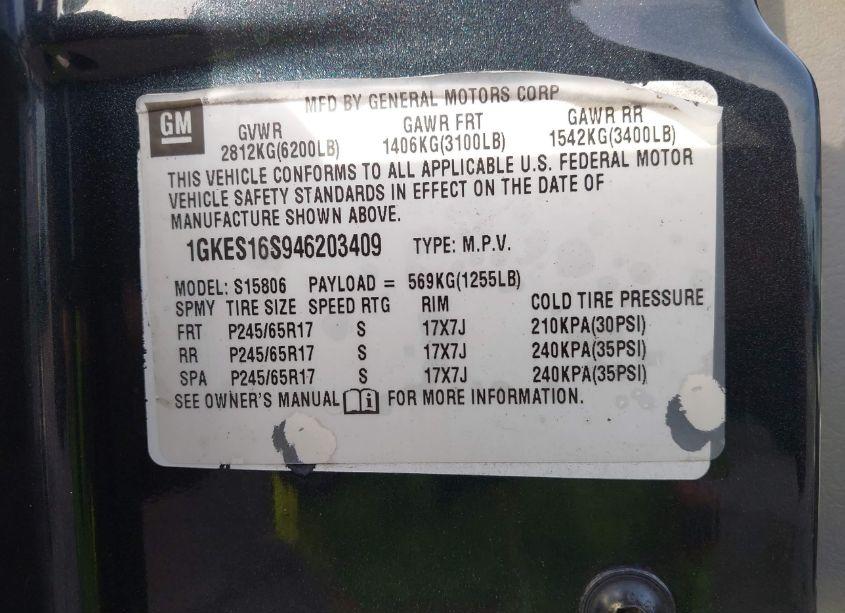 MFD BY GENERAL MOTORS CORP
GM GVWR GAWR FRT GAWR RR
2812KG(6200LB) 1406KG(3100LB) 1542KG(3400LB)
THIS VEHICLE CONFORMS TO ALL APPLICABLE U.S. FEDERAL MOTOR
VEHICLE SAFETY STANDARDS IN EFFECT ON THE DATE OF
MANUFACTURE SHOWN ABOVE.
1GKES16S946203409 TYPE: M.P.V.
MODEL: S15806 PAYLOAD = 569KG(1255LB)
SPMY TIRE SIZE SPEED RTG RIM COLD TIRE PRESSURE
FRT P245/65R17 S 17X7J 210KPA(30PSI)
RR P245/65R17 S 17X7J 240KPA(35PSI)
SPA P245/65R17 S 17X7J 240KPA(35PSI)
SEE OWNER'S MANUAL i FOR MORE INFORMATION.